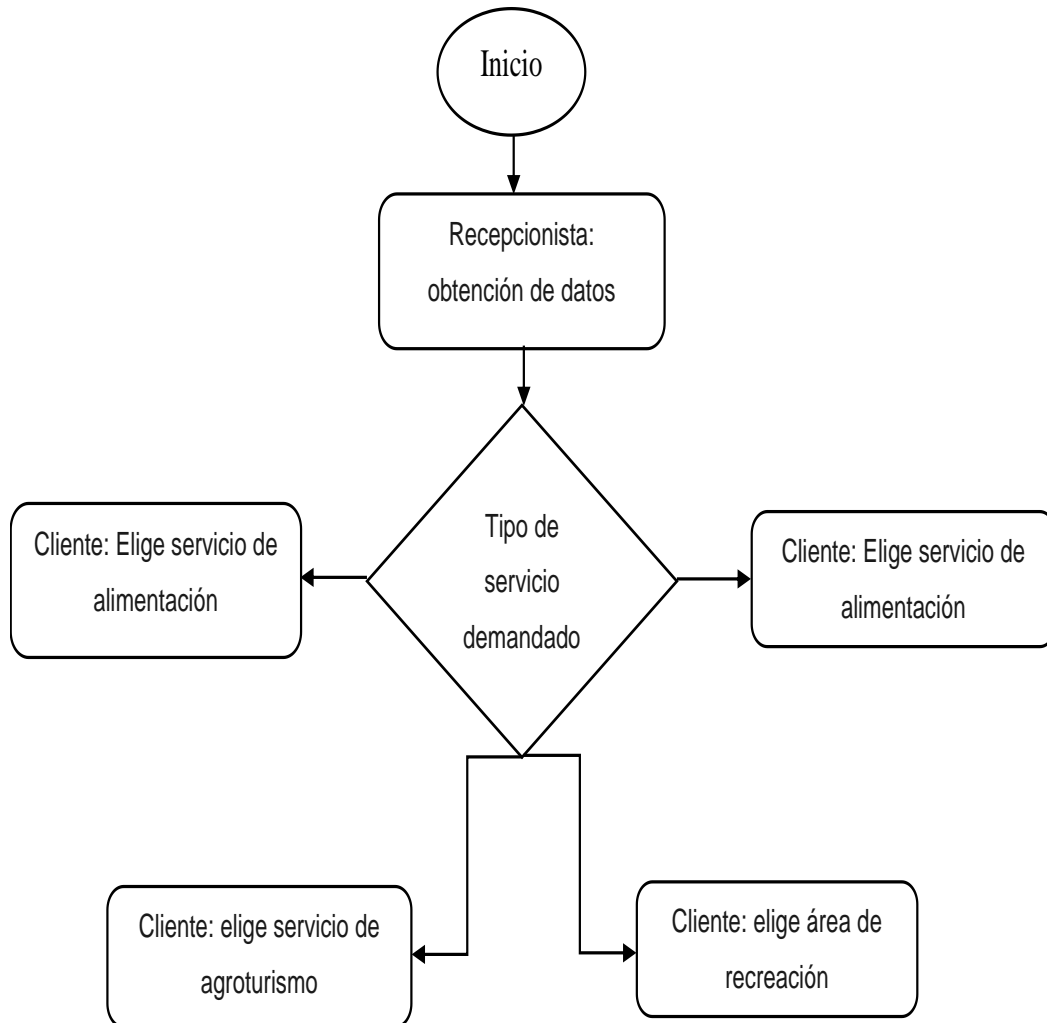 Inicio
Recepcionista:
obtención de datos
Tipo de
servicio
demandado
Cliente: Elige servicio de
alimentación
Cliente: Elige servicio de
alimentación
Cliente: elige servicio de
agroturismo
Cliente: elige área de
recreación